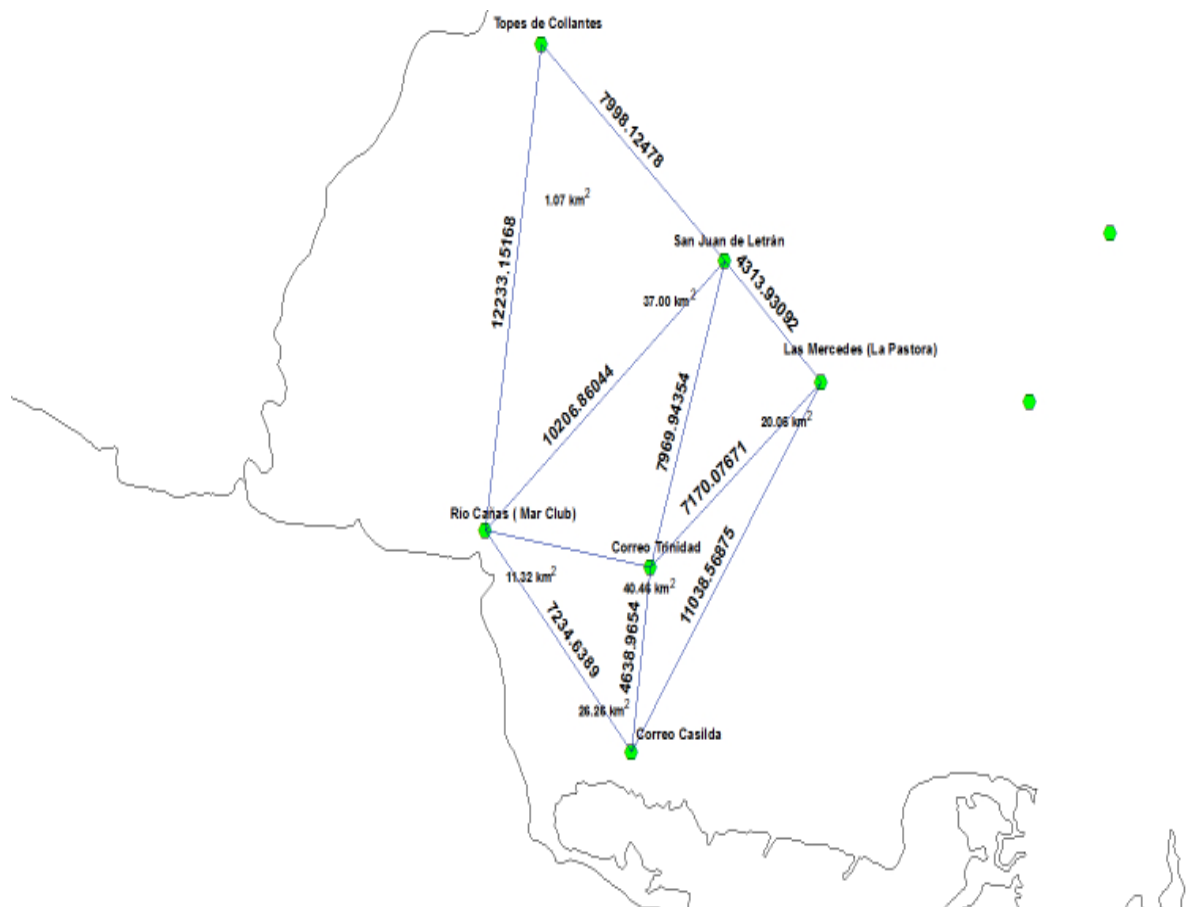 Topes de Collantes
7998.12478
1.07 km2
12233.15168
San Juan de Letrán
4313.93092
37.00 km2
Las Mercedes (La Pastora)
10206.86044
7969.94354
20.06 km2
7170.07671
Rio Cañas ( Mar Club)
Correo Trinidad
11.32 km2
40.46 km2
11038.56875
7234.6389
4638.9654
26.26 km2
Correo Casilda